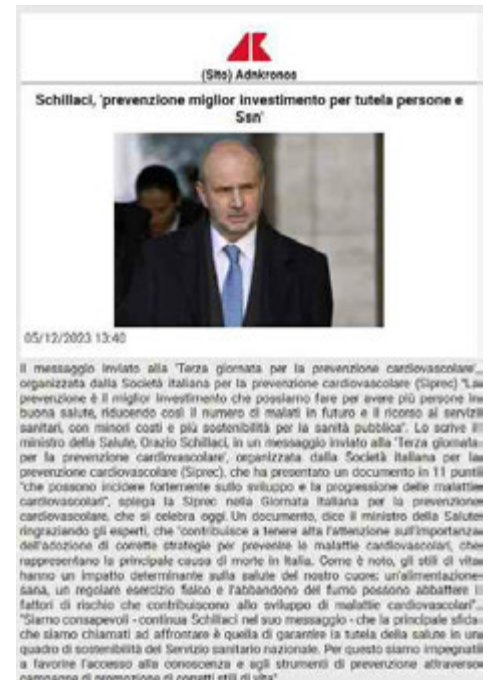 (Sito) Adnkronos
Schillaci, 'prevenzione miglior investimento per tutela persone e
Ssn'
05/12/2023 13:40
Il messaggio inviato alla 'Terza giornata per la prevenzione cardiovascolare',
organizzata dalla Società italiana per la prevenzione cardiovascolare (Siprec) "La
prevenzione è il miglior investimento che possiamo fare per avere più persone in
buona salute, riducendo così il numero di malati in futuro e il ricorso ai servizi
sanitari, con minori costi e più sostenibilità per la sanità pubblica". Lo scrive il
ministro della Salute, Orazio Schillaci, in un messaggio inviato alla 'Terza giornata
per la prevenzione cardiovascolare', organizzata dalla Società italiana per la
prevenzione cardiovascolare (Siprec), che ha presentato un documento in 11 punti
"che possono incidere fortemente sullo sviluppo e la progressione delle malattie
cardiovascolari", spiega la Siprec nella Giornata italiana per la prevenzione
cardiovascolare, che si celebra oggi. Un documento, dice il ministro della Salute
ringraziando gli esperti, che "contribuisce a tenere alta l'attenzione sull'importanza
dell'adozione di corrette strategie per prevenire le malattie cardiovascolari, che
rappresentano la principale causa di morte in Italia. Come è noto, gli stili di vita
hanno un impatto determinante sulla salute del nostro cuore: un'alimentazione
sana, un regolare esercizio fisico e l'abbandono del fumo possono abbattere i
fattori di rischio che contribuiscono allo sviluppo di malattie cardiovascolari".
"Siamo consapevoli - continua Schillaci nel suo messaggio - che la principale sfida
che siamo chiamati ad affrontare è quella di garantire la tutela della salute in una
quadro di sostenibilità del Servizio sanitario nazionale. Per questo siamo impegnati
a favorire l'accesso alla conoscenza e agli strumenti di prevenzione attraverso
campagne di promozione di corretti stili di vita".